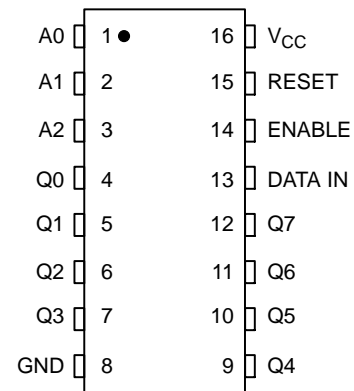 A0 1 16 VCC
A1 2 15 RESET
A2 3 14 ENABLE
Q0 4 13 DATA IN
Q1 5 12 Q7
Q2 6 11 Q6
Q3 7 10 Q5
GND 8 9 Q4